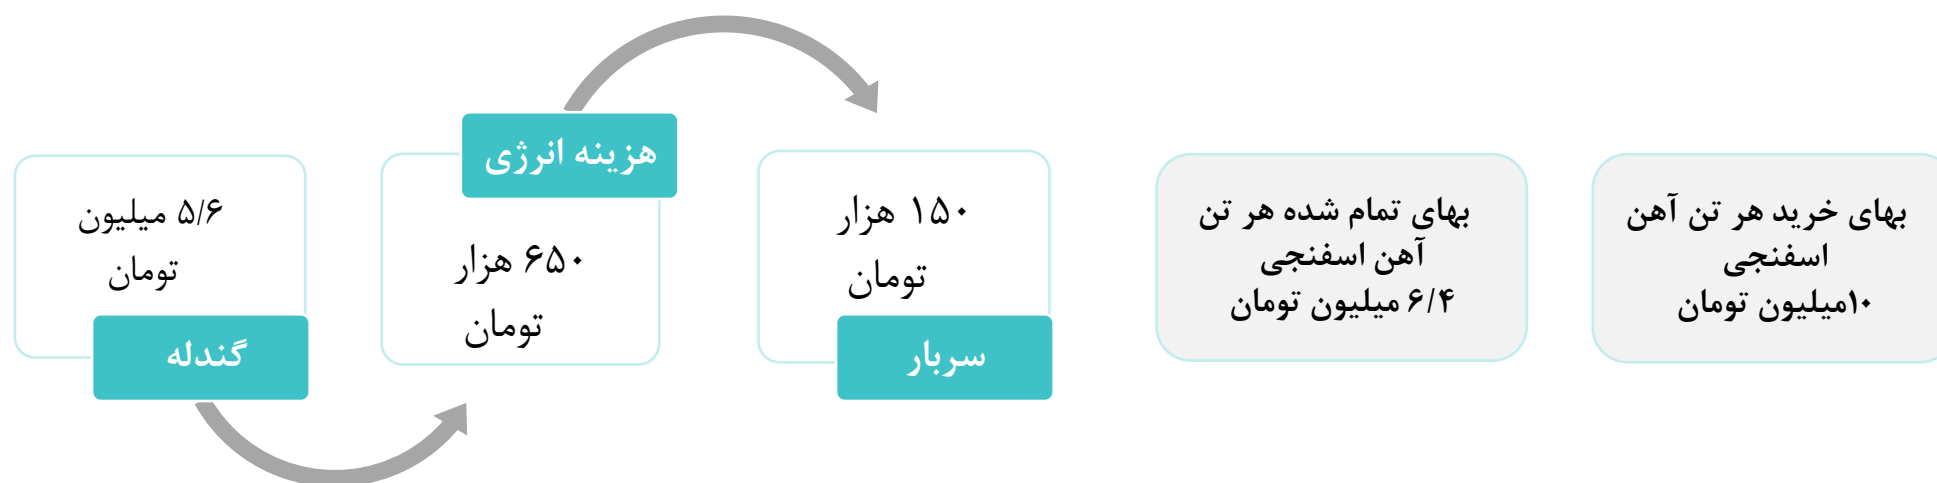 ۵/۶ میلیون
تومان
گندله
هزینه انرژی
۶۵۰ هزار
تومان
۱۵۰ هزار
تومان
سربار
بهای تمام شده هر تن
آهن اسفنجی
۶/۴ میلیون تومان
بهای خرید هر تن آهن
اسفنجی
۱۰میلیون تومان